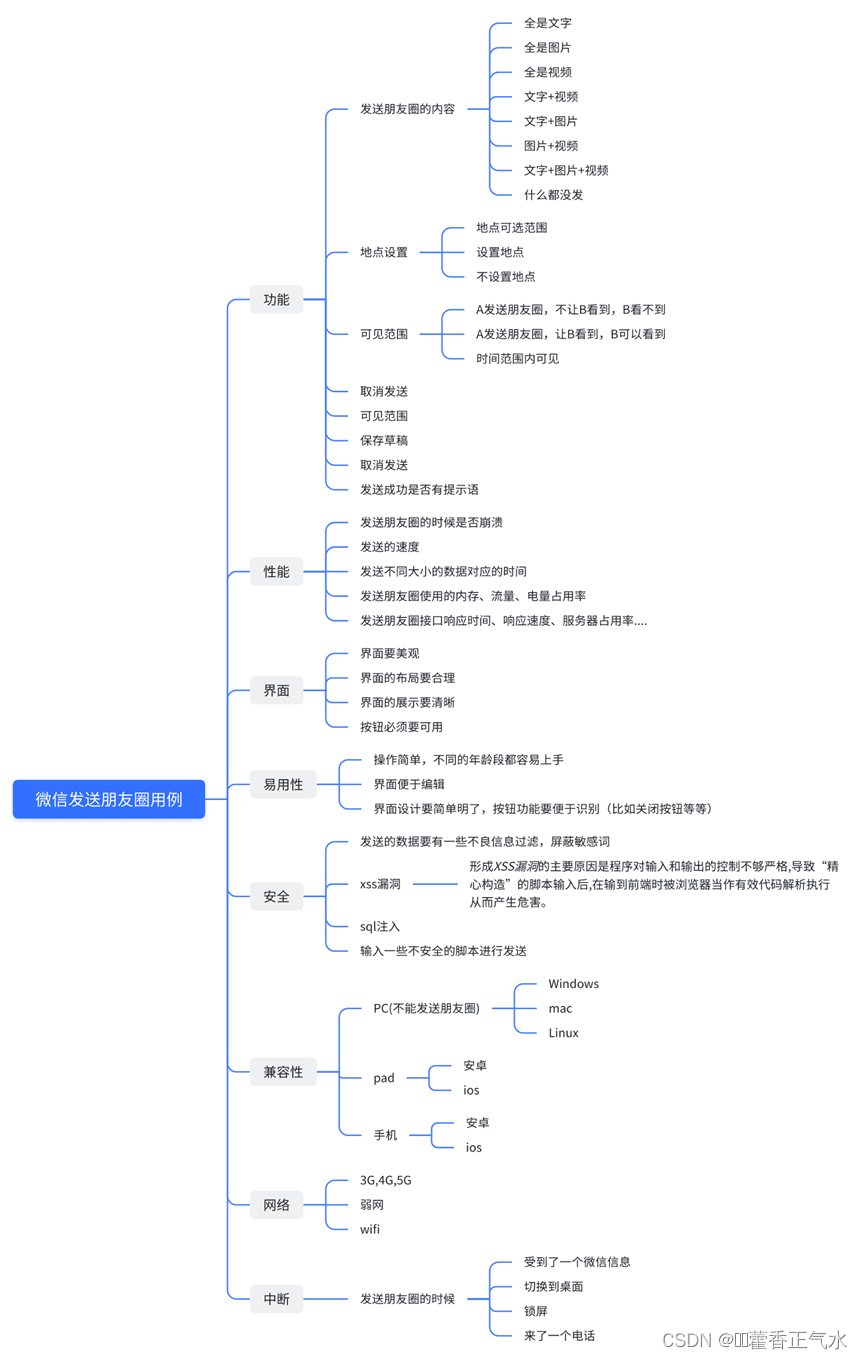 微信发送朋友圈用例
功能
发送朋友圈的内容
全是文字
全是图片
全是视频
文字+视频
文字+图片
图片+视频
文字+图片+视频
什么都没发
地点设置
地点可选范围
设置地点
不设置地点
可见范围
A发送朋友圈，不让B看到，B看不到
A发送朋友圈，让B看到，B可以看到
时间范围内可见
取消发送
可见范围
保存草稿
取消发送
发送成功是否有提示语
性能
发送朋友圈的时候是否崩溃
发送的速度
发送不同大小的数据对应的时间
发送朋友圈使用的内存、流量、电量占用率
发送朋友圈接口响应时间、响应速度、服务器占用率....
界面
界面要美观
界面的布局要合理
界面的展示要清晰
按钮必须要可用
易用性
操作简单，不同的年龄段都容易上手
界面便于编辑
界面设计要简单明了，按钮功能要便于识别（比如关闭按钮等等）
安全
发送的数据要有一些不良信息过滤，屏蔽敏感词
xss漏洞
形成XSS漏洞的主要原因是程序对输入和输出的控制不够严格,导致“精
心构造”的脚本输入后,在输到前端时被浏览器当作有效代码解析执行
从而产生危害。
sql注入
输入一些不安全的脚本进行发送
兼容性
PC(不能发送朋友圈)
Windows
mac
Linux
pad
安卓
ios
手机
安卓
ios
网络
3G,4G,5G
弱网
wifi
中断
发送朋友圈的时候
受到了一个微信信息
切换到桌面
锁屏
来了一个电话
CSDN @藿香正气水